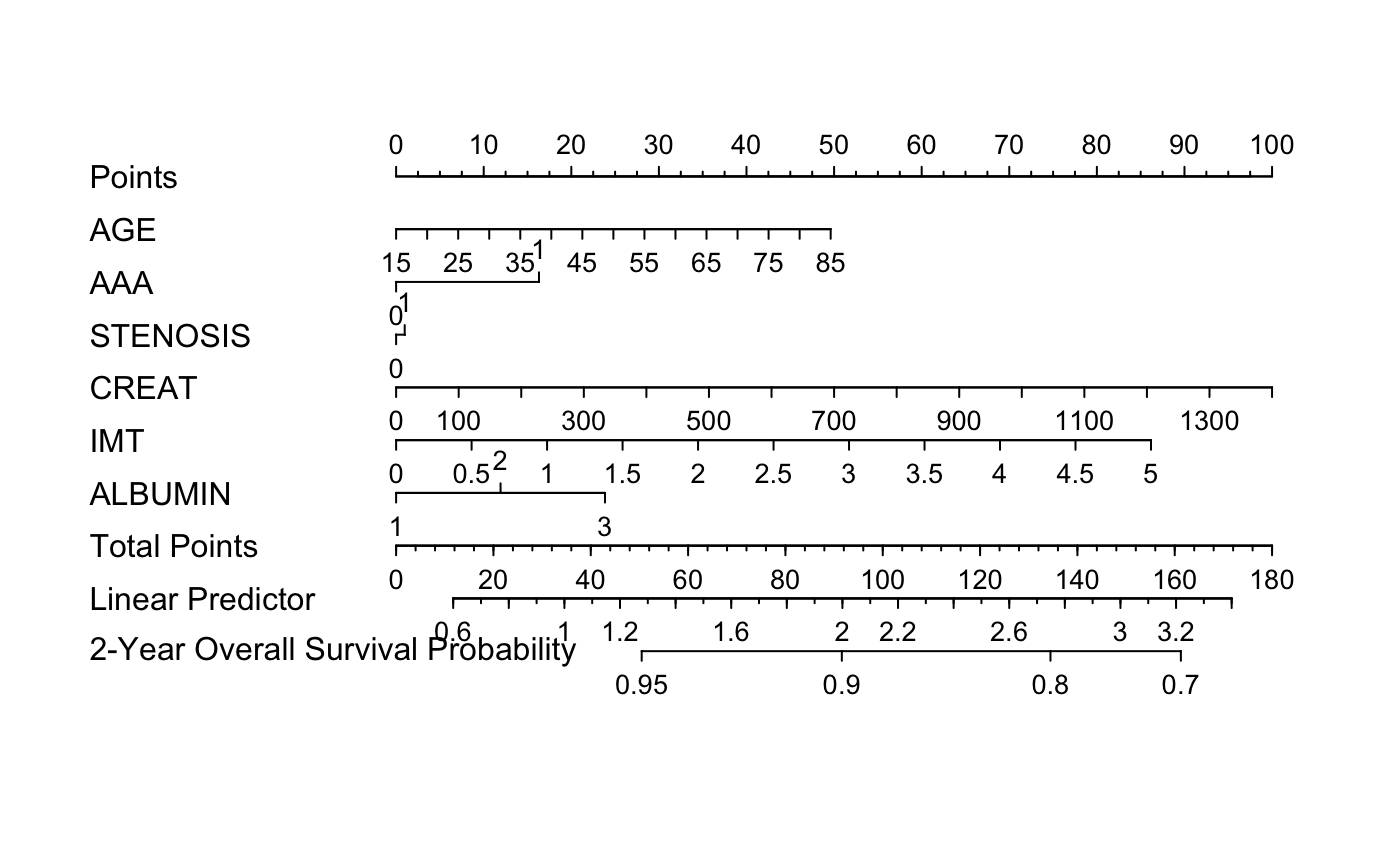 0 10 20 30 40 50 60 70 80 90 100
Points
AGE
1
15 25 35 45 55 65 75 85
AAA
1
0
STENOSIS
0
CREAT
0 100 300 500 700 900 1100 1300
IMT
2
0 0.5 1 1.5 2 2.5 3 3.5 4 4.5 5
ALBUMIN
1 3
Total Points
0 20 40 60 80 100 120 140 160 180
Linear Predictor
0.6 1 1.2 1.6 2 2.2 2.6 3 3.2
2-Year Overall Survival Probability
0.95 0.9 0.8 0.7